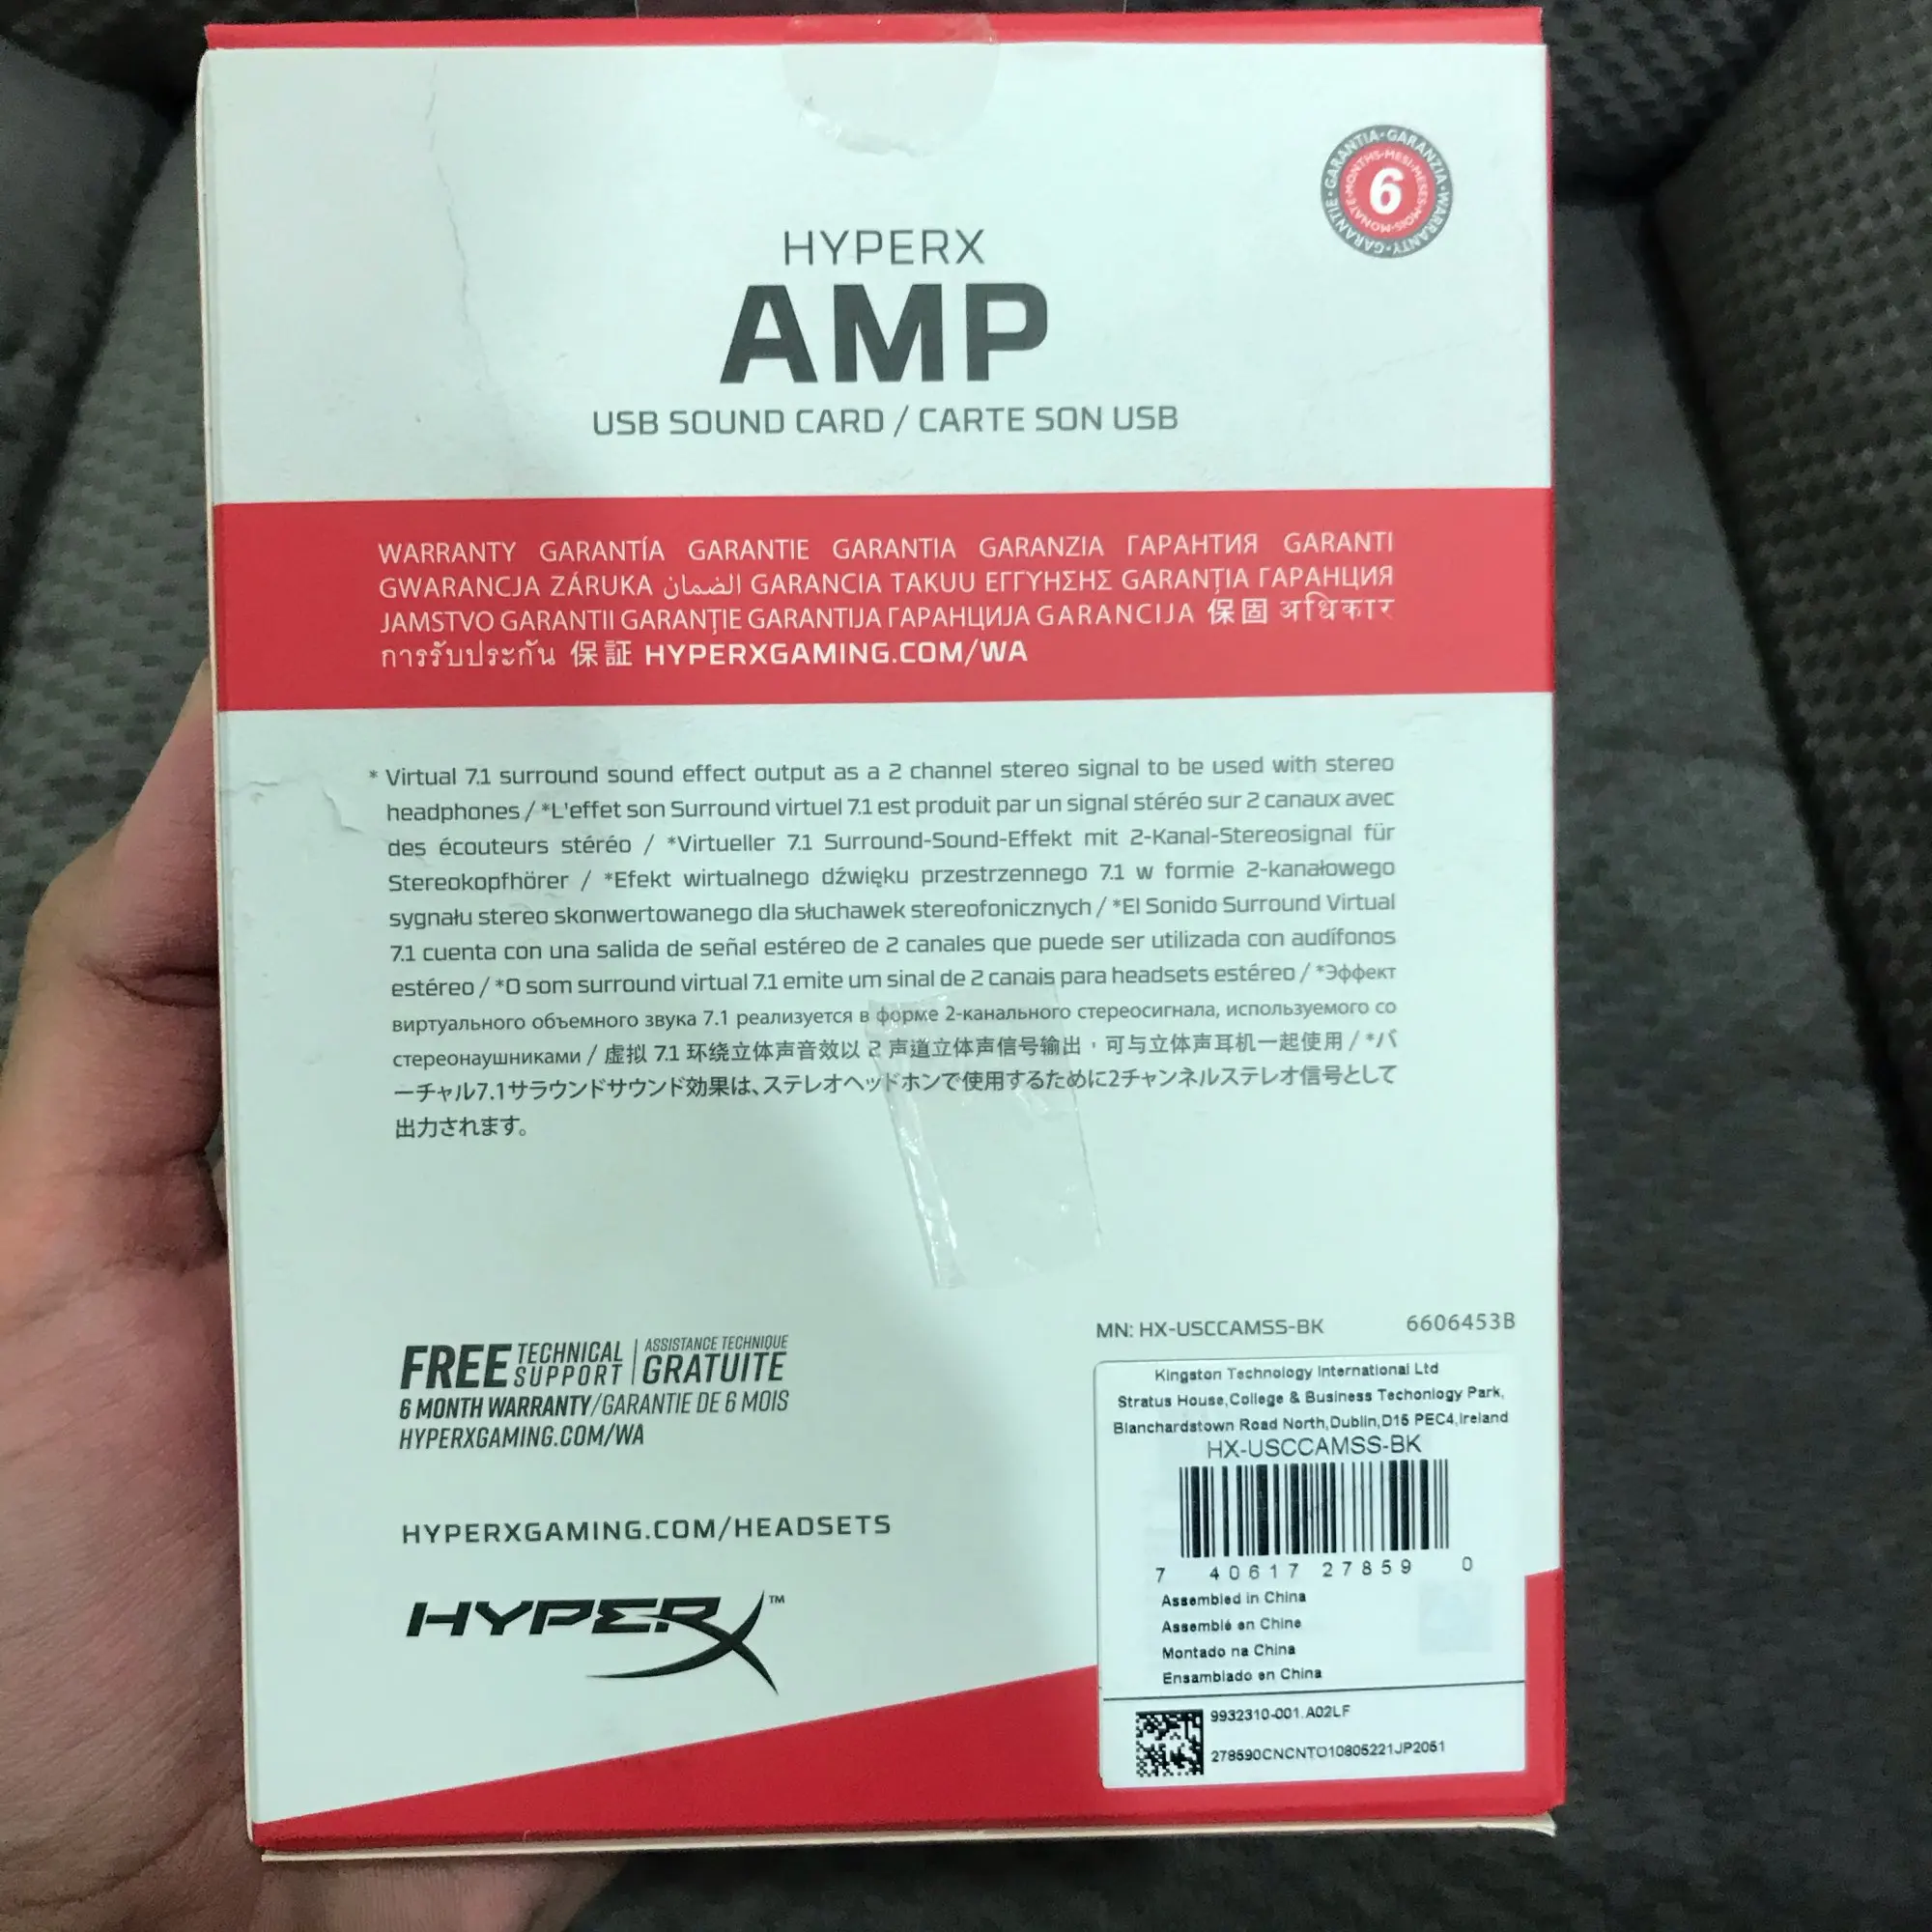 GARANTIA • GARANZIA • WARRANTY • GARANTIE •
MONTHS • MESI • MESES • MOIS • MONATE •
6
HYPERX
AMP
USB SOUND CARD / CARTE SON USB
WARRANTY GARANTÍA GARANTIE GARANTIA GARANZIA ГАРАНТИЯ GARANTI
GWARANCJA ZÁRUKA الضمان GARANCIA TAKUU ΕΓΓΥΗΣΗΣ GARANȚIA ГАРАНЦИЯ
JAMSTVO GARANTII GARANȚIE GARANTIJA ГАРАНЦИЈА GARANCIJA 保固 अधिकार
การรับประกัน 保証 HYPERXGAMING.COM/WA
* Virtual 7.1 surround sound effect output as a 2 channel stereo signal to be used with stereo
headphones / *L'effet son Surround virtuel 7.1 est produit par un signal stéréo sur 2 canaux avec
des écouteurs stéréo / *Virtueller 7.1 Surround-Sound-Effekt mit 2-Kanal-Stereosignal für
Stereokopfhörer / *Efekt wirtualnego dźwięku przestrzennego 7.1 w formie 2-kanałowego
sygnału stereo skonwertowanego dla słuchawek stereofonicznych / *El Sonido Surround Virtual
7.1 cuenta con una salida de señal estéreo de 2 canales que puede ser utilizada con audífonos
estéreo / *O som surround virtual 7.1 emite um sinal de 2 canais para headsets estéreo / *Эффект
виртуального объемного звука 7.1 реализуется в форме 2-канального стереосигнала, используемого со
стереонаушниками / 虚拟 7.1 环绕立体声音效以 2 声道立体声信号输出，可与立体声耳机一起使用 / *バ
ーチャル7.1サラウンドサウンド効果は、ステレオヘッドホンで使用するために2チャンネルステレオ信号として
出力されます。
FREE TECHNICAL SUPPORT | ASSISTANCE TECHNIQUE GRATUITE
6 MONTH WARRANTY/GARANTIE DE 6 MOIS
HYPERXGAMING.COM/WA
HYPERXGAMING.COM/HEADSETS
HYPERX™
MN: HX-USCCAMSS-BK 6606453B
Kingston Technology International Ltd
Stratus House,College & Business Techonlogy Park,
Blanchardstown Road North,Dublin,D15 PEC4,Ireland
HX-USCCAMSS-BK
7 40617 27859 0
Assembled in China
Assemblé en Chine
Montado na China
Ensamblado en China
9932310-001.A02LF
278590CNCNTO10805221JP2051